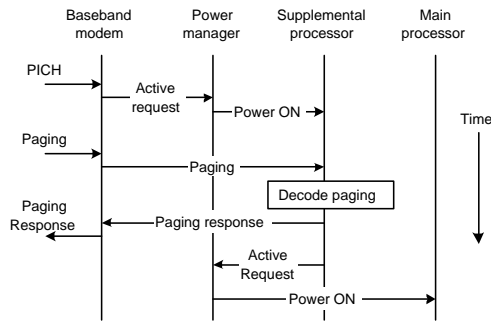 Baseband
modem
Power
manager
Supplemental
processor
Main
processor
PICH
Active
request
Power ON
Time
Paging
Paging
Decode paging
Paging
Response
Paging response
Active
Request
Power ON